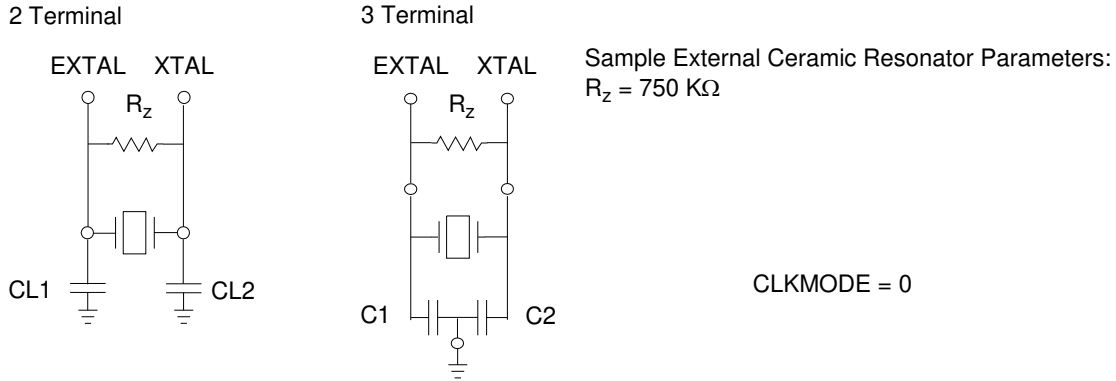 2 Terminal
3 Terminal
EXTAL XTAL
EXTAL XTAL
Sample External Ceramic Resonator Parameters:
Rz = 750 KΩ
Rz
Rz
CL1
CL2
C1
C2
CLKMODE = 0